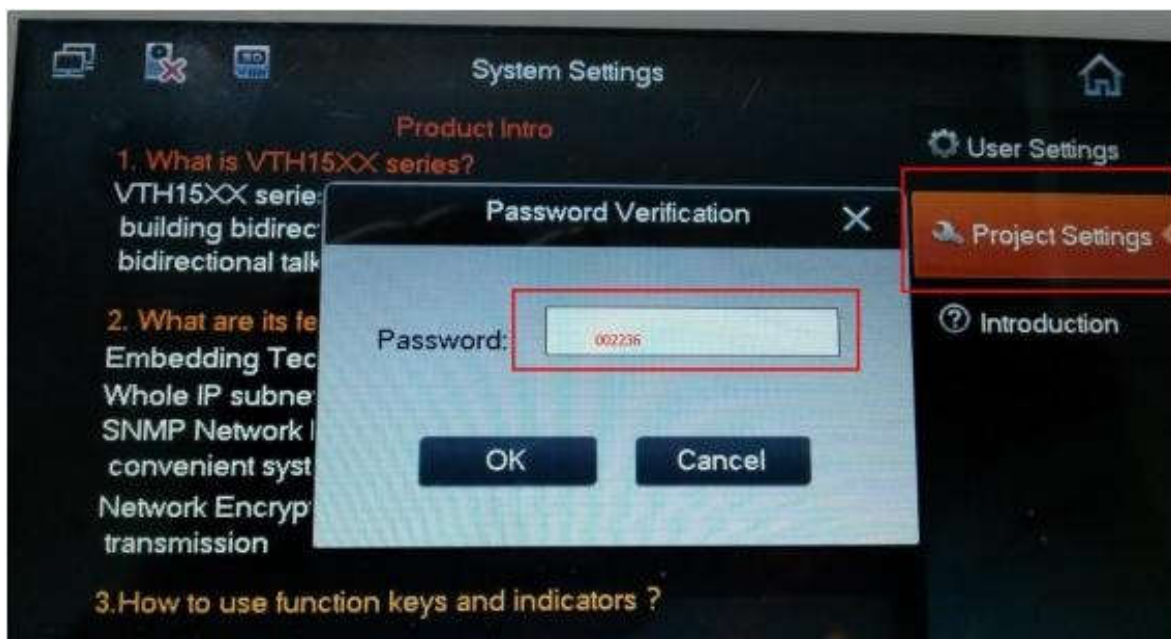 System Settings
Product Intro
1. What is VTH15XX series?
VTH15XX serie
building bidirec
bidirectional talk
2. What are its fe
Embedding Tec
Whole IP subne
SNMP Network
convenient syst
Network Encryp
transmission
3.How to use function keys and indicators ?
Password Verification
Password:
002236
OK
Cancel
User Settings
Project Settings
Introduction